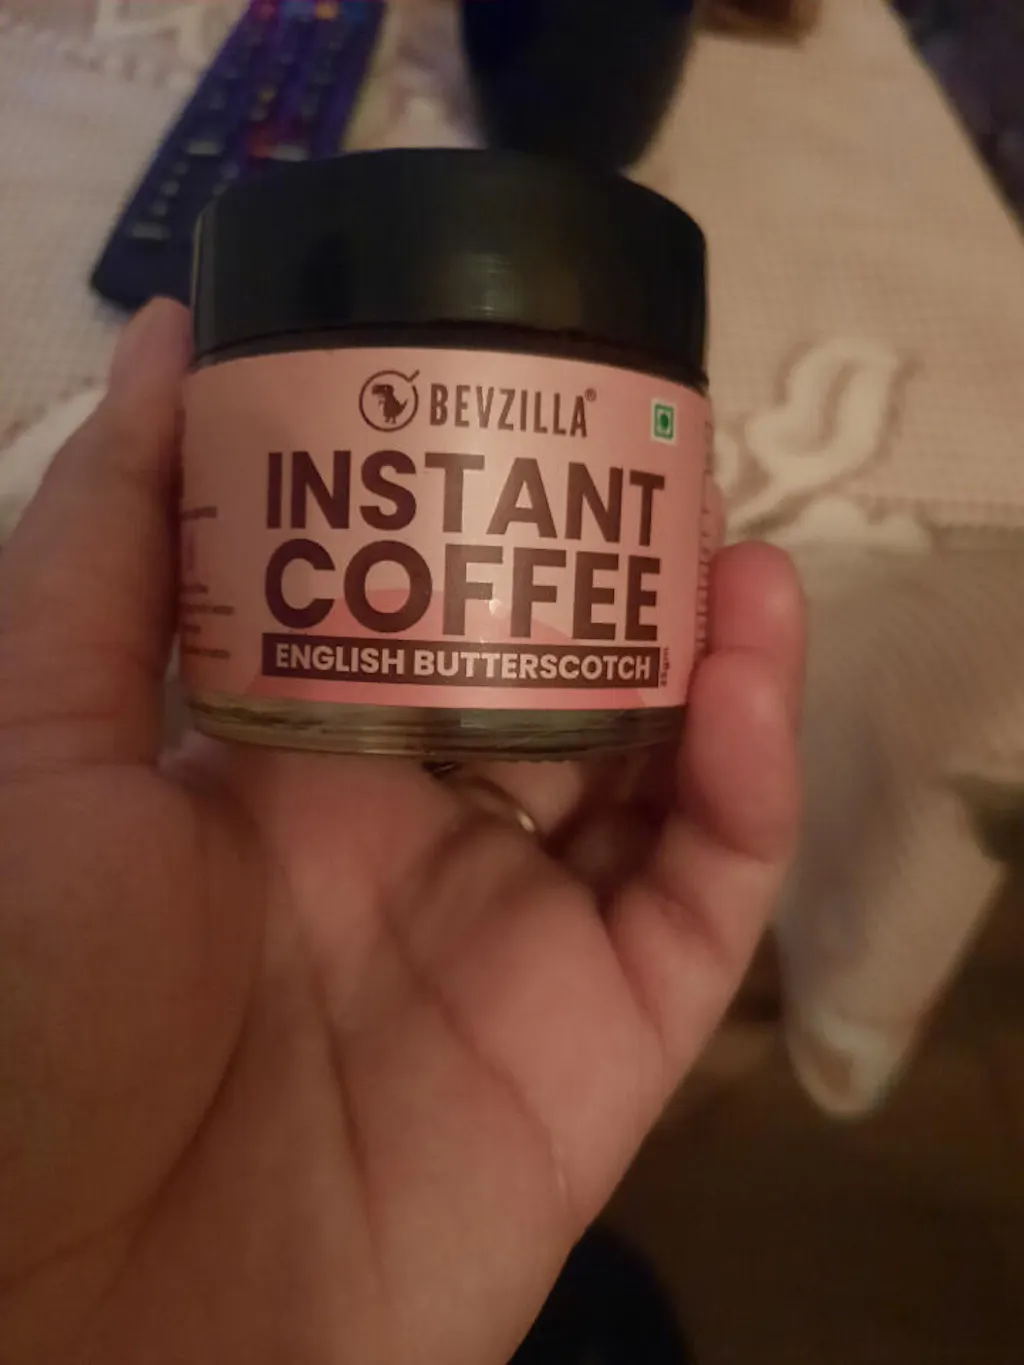 BEVZILLA®
INSTANT
COFFEE
ENGLISH BUTTERSCOTCH